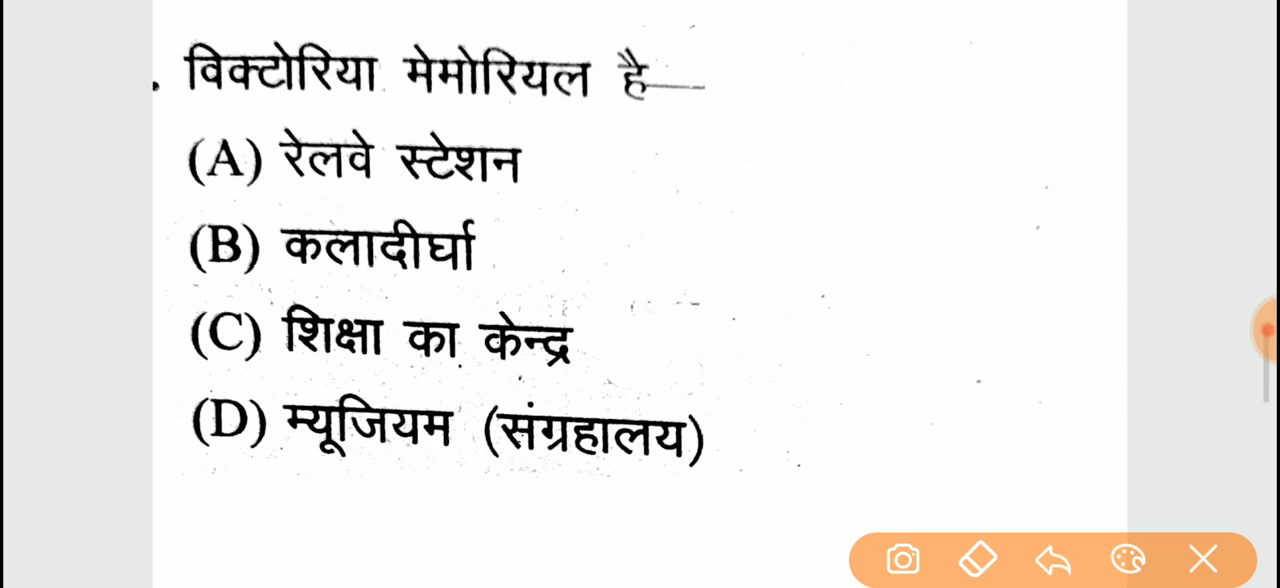 . विक्टोरिया मेमोरियल है—
(A) रेलवे स्टेशन
(B) कलादीर्घा
(C) शिक्षा का केन्द्र
(D) म्यूजियम (संग्रहालय)